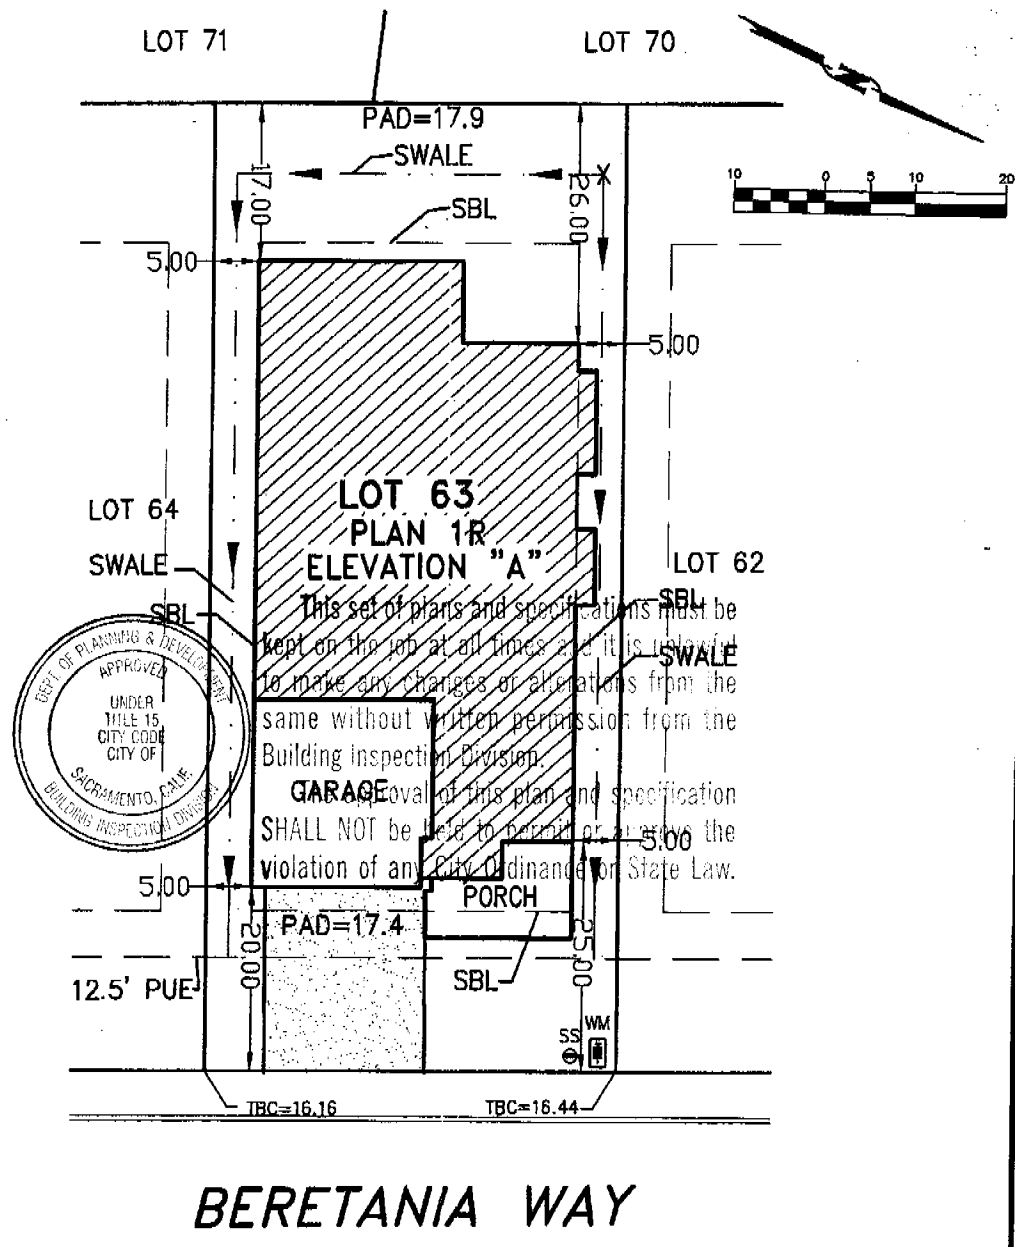 LOT 71
LOT 70
PAD=17.9
SWALE
10 0 5 10 20
17.00
26.00
SBL
5.00
5.00
LOT 63
LOT 64
PLAN 1R
ELEVATION "A"
SWALE
LOT 62
SBL
SBL
SWALE
This set of plans and specifications must be
kept on the job at all times and it is unlawful
to make any changes or alterations from the
same without written permission from the
Building Inspection Division.
The approval of this plan and specification
SHALL NOT be held to permit or approve the
violation of any City Ordinance or State Law.
DEPT. OF PLANNING & DEVELOPMENT
APPROVED
UNDER
TITLE 15
CITY CODE
CITY OF
SACRAMENTO, CALIF.
BUILDING INSPECTION DIVISION
GARAGE
5.00
5.00
PORCH
PAD=17.4
20.00
25.00
SBL
12.5' PUE
SS
WM
TBC=16.16
TBC=16.44
BERETANIA WAY